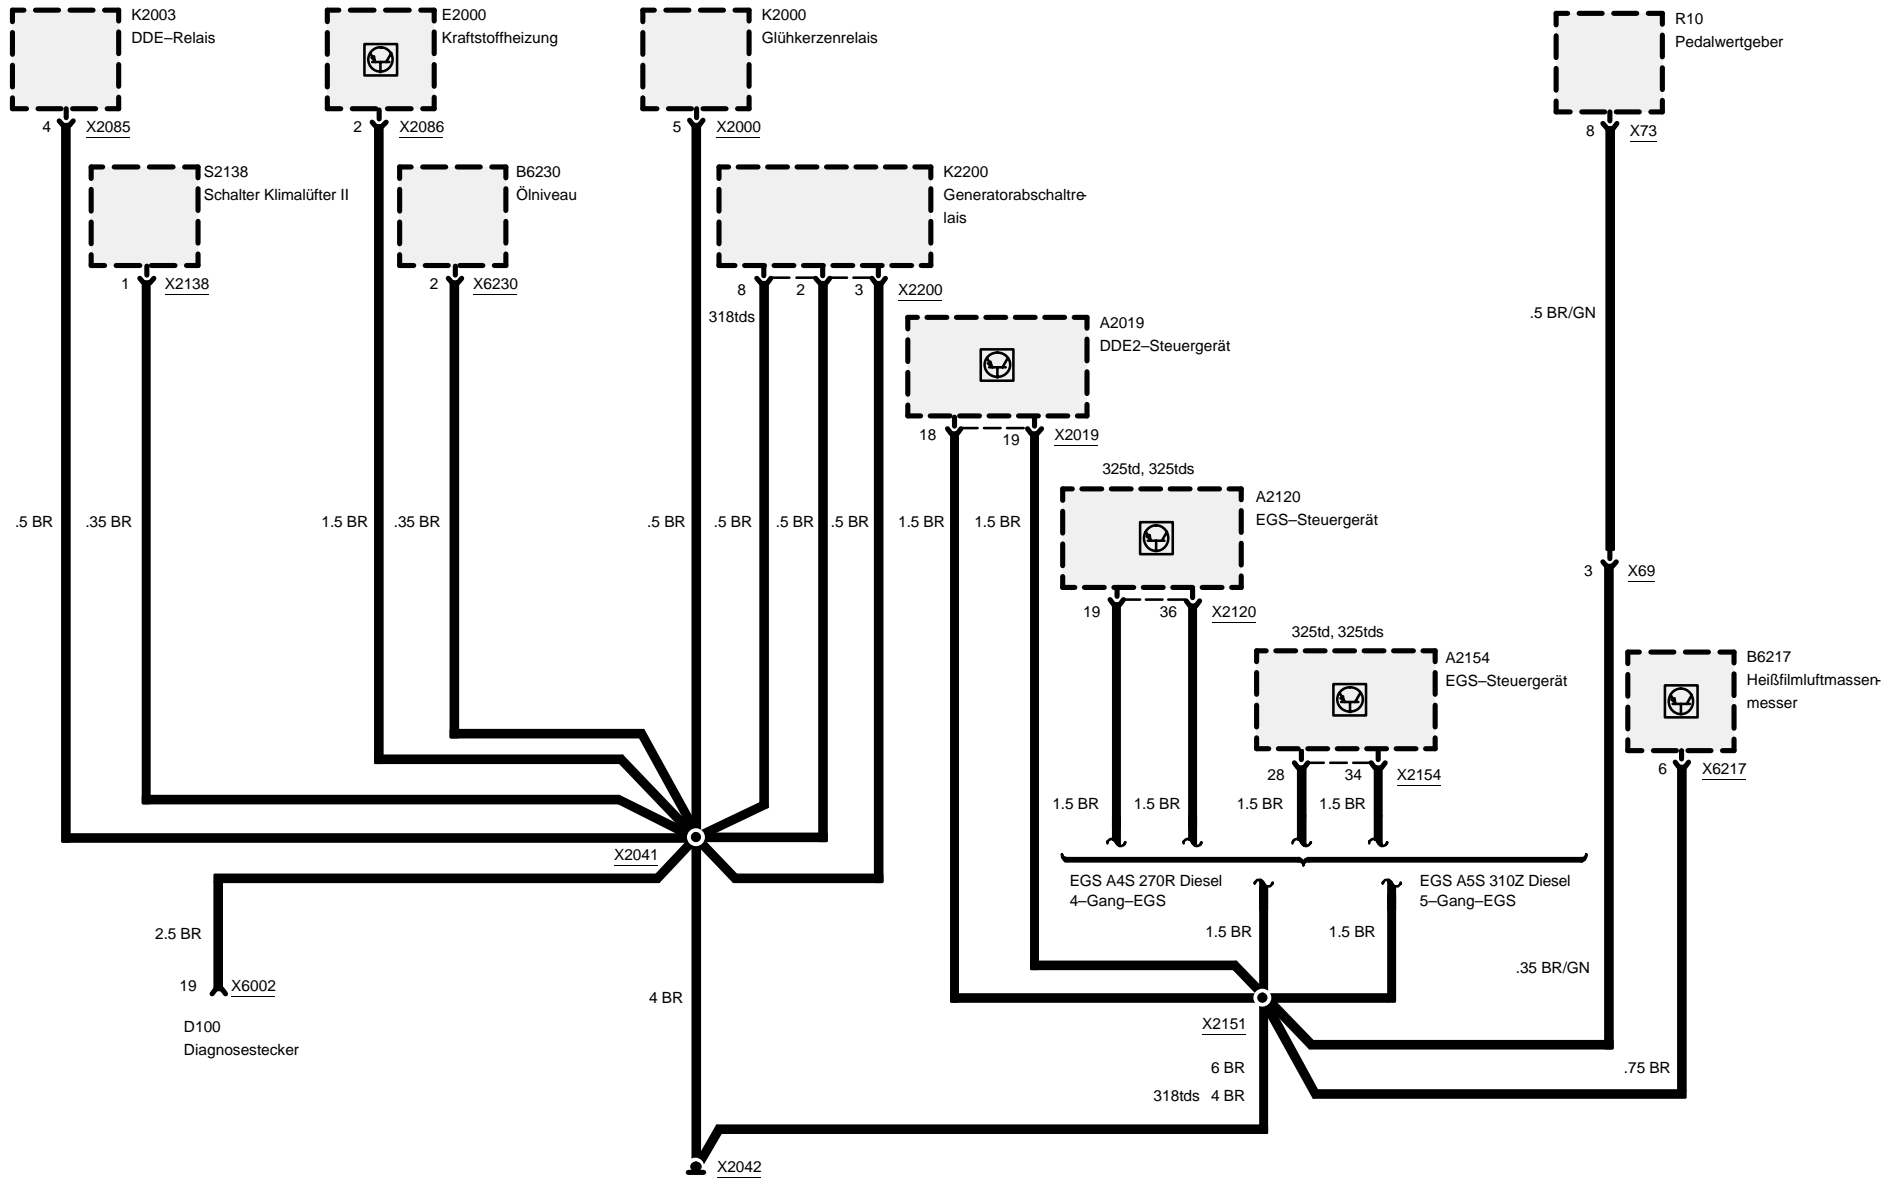 K2003
DDE–Relais
E2000
Kraftstoffheizung
K2000
Glühkerzenrelais
R10
Pedalwertgeber
4 X2085
2 X2086
5 X2000
8 X73
S2138
Schalter Klimalüfter II
B6230
Ölniveau
K2200
Generatorabschaltre-
lais
1 X2138
2 X6230
8 2 3 X2200
318tds
.5 BR/GN
A2019
DDE2–Steuergerät
18 19 X2019
325td, 325tds
A2120
EGS–Steuergerät
.5 BR .35 BR 1.5 BR .35 BR .5 BR .5 BR .5 BR .5 BR 1.5 BR 1.5 BR
3 X69
19 36 X2120
325td, 325tds
A2154
EGS–Steuergerät
B6217
Heißfilmluftmassen-
messer
28 34 X2154
6 X6217
1.5 BR 1.5 BR 1.5 BR 1.5 BR
X2041
EGS A4S 270R Diesel
4–Gang–EGS
EGS A5S 310Z Diesel
5–Gang–EGS
2.5 BR
1.5 BR 1.5 BR
.35 BR/GN
19 X6002
4 BR
D100
Diagnosestecker
X2151
6 BR
.75 BR
318tds 4 BR
X2042